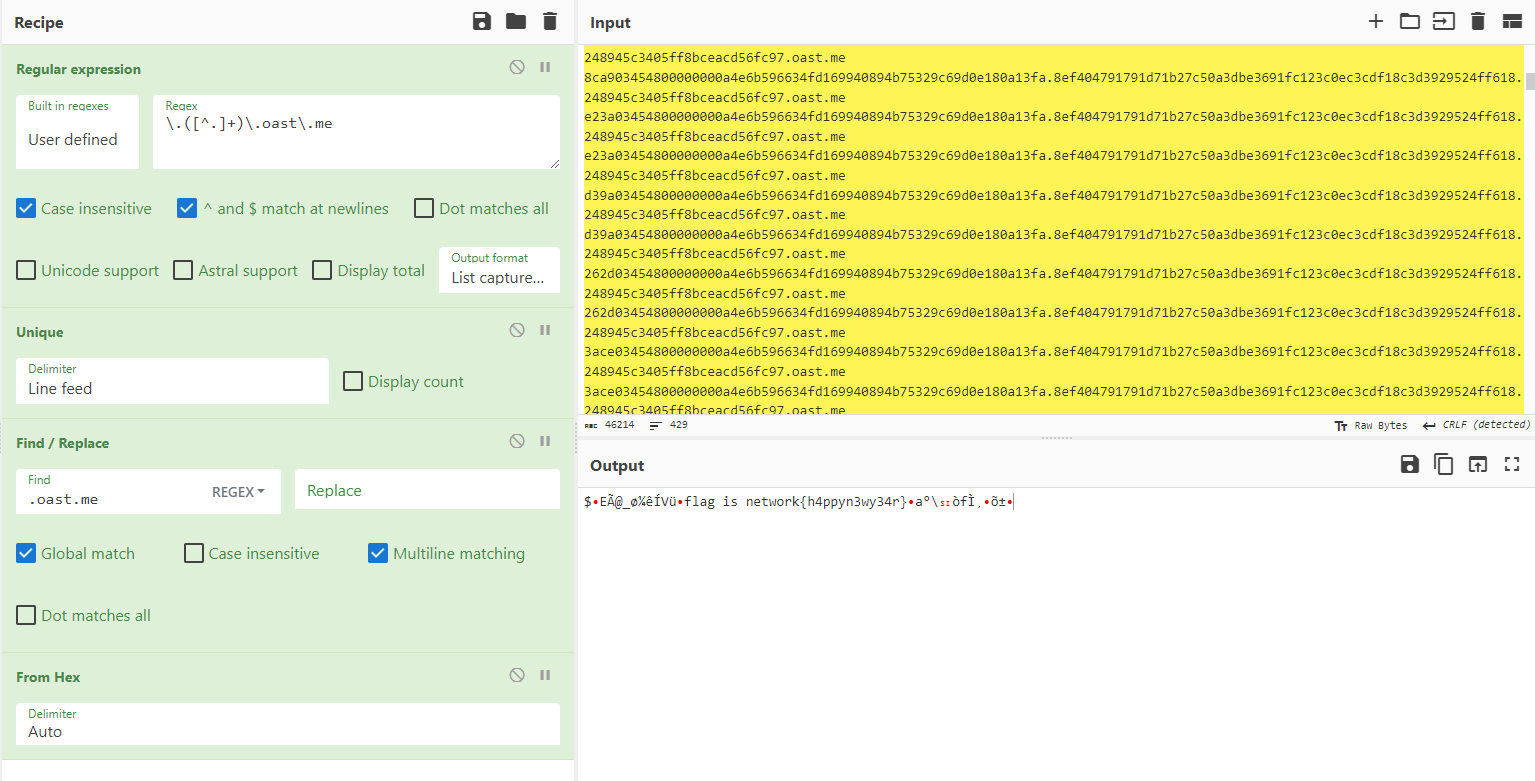 Recipe
Regular expression
Built in regexes
User defined
Regex
\.([^.]+)\.oast\.me
Case insensitive
^ and $ match at newlines
Dot matches all
Unicode support
Astral support
Display total
Output format
List capture...
Unique
Delimiter
Line feed
Display count
Find / Replace
Find
.oast.me
REGEX
Replace
Global match
Case insensitive
Multiline matching
Dot matches all
From Hex
Delimiter
Auto
Input
248945c3405ff8bceacd56fc97.oast.me
8ca903454800000000a4e6b596634fd169940894b75329c69d0e180a13fa.8ef404791791d71b27c50a3dbe3691fc123c0ec3cdf18c3d3929524ff618.
248945c3405ff8bceacd56fc97.oast.me
e23a03454800000000a4e6b596634fd169940894b75329c69d0e180a13fa.8ef404791791d71b27c50a3dbe3691fc123c0ec3cdf18c3d3929524ff618.
248945c3405ff8bceacd56fc97.oast.me
e23a03454800000000a4e6b596634fd169940894b75329c69d0e180a13fa.8ef404791791d71b27c50a3dbe3691fc123c0ec3cdf18c3d3929524ff618.
248945c3405ff8bceacd56fc97.oast.me
d39a03454800000000a4e6b596634fd169940894b75329c69d0e180a13fa.8ef404791791d71b27c50a3dbe3691fc123c0ec3cdf18c3d3929524ff618.
248945c3405ff8bceacd56fc97.oast.me
d39a03454800000000a4e6b596634fd169940894b75329c69d0e180a13fa.8ef404791791d71b27c50a3dbe3691fc123c0ec3cdf18c3d3929524ff618.
248945c3405ff8bceacd56fc97.oast.me
262d03454800000000a4e6b596634fd169940894b75329c69d0e180a13fa.8ef404791791d71b27c50a3dbe3691fc123c0ec3cdf18c3d3929524ff618.
248945c3405ff8bceacd56fc97.oast.me
262d03454800000000a4e6b596634fd169940894b75329c69d0e180a13fa.8ef404791791d71b27c50a3dbe3691fc123c0ec3cdf18c3d3929524ff618.
248945c3405ff8bceacd56fc97.oast.me
3ace03454800000000a4e6b596634fd169940894b75329c69d0e180a13fa.8ef404791791d71b27c50a3dbe3691fc123c0ec3cdf18c3d3929524ff618.
248945c3405ff8bceacd56fc97.oast.me
3ace03454800000000a4e6b596634fd169940894b75329c69d0e180a13fa.8ef404791791d71b27c50a3dbe3691fc123c0ec3cdf18c3d3929524ff618.
248945c3405ff8bceacd56fc97.oast.me
ABC 46214 429
Tт Raw Bytes CRLF (detected)
Output
$•EÃ@_ø¼êÍVü•flag is network{h4ppyn3wy34r}•aº\sɪòfÌ¸•õ±•